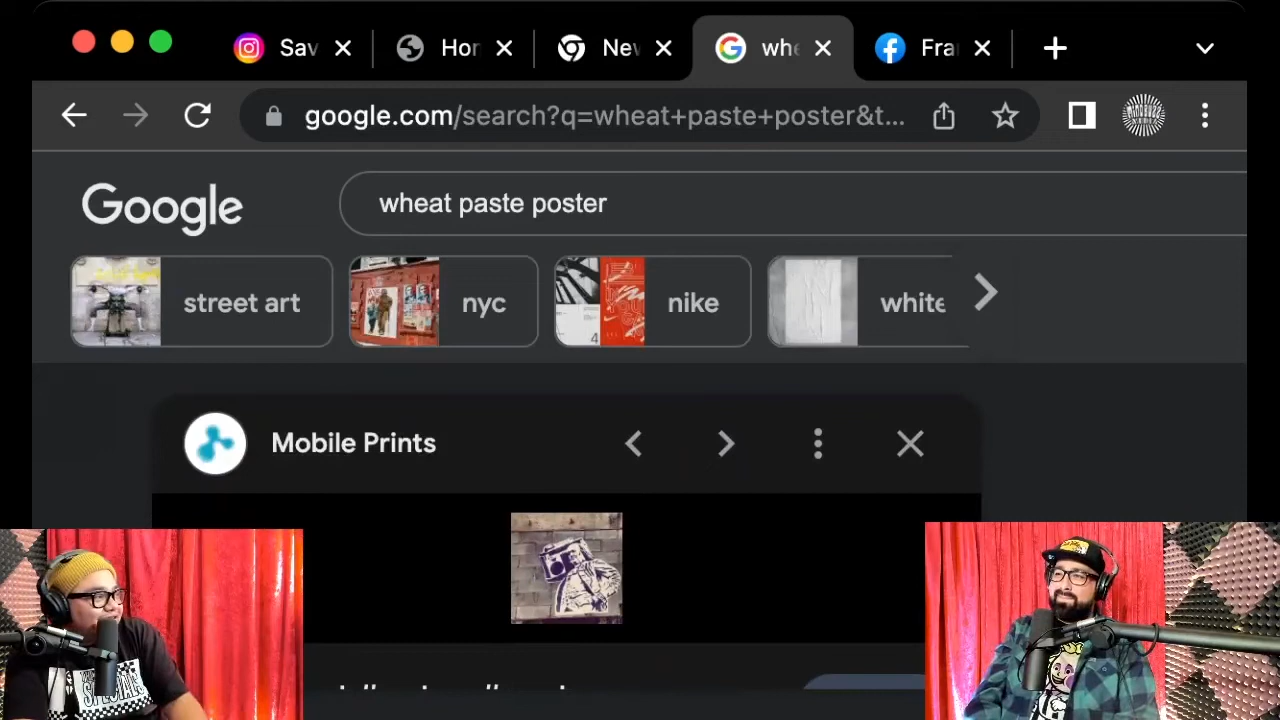 Sav
Hor
Nev
whe
Fra
google.com/search?q=wheat+paste+poster&t...
Google
wheat paste poster
street art
nyc
nike
white
Mobile Prints
SPECIALS